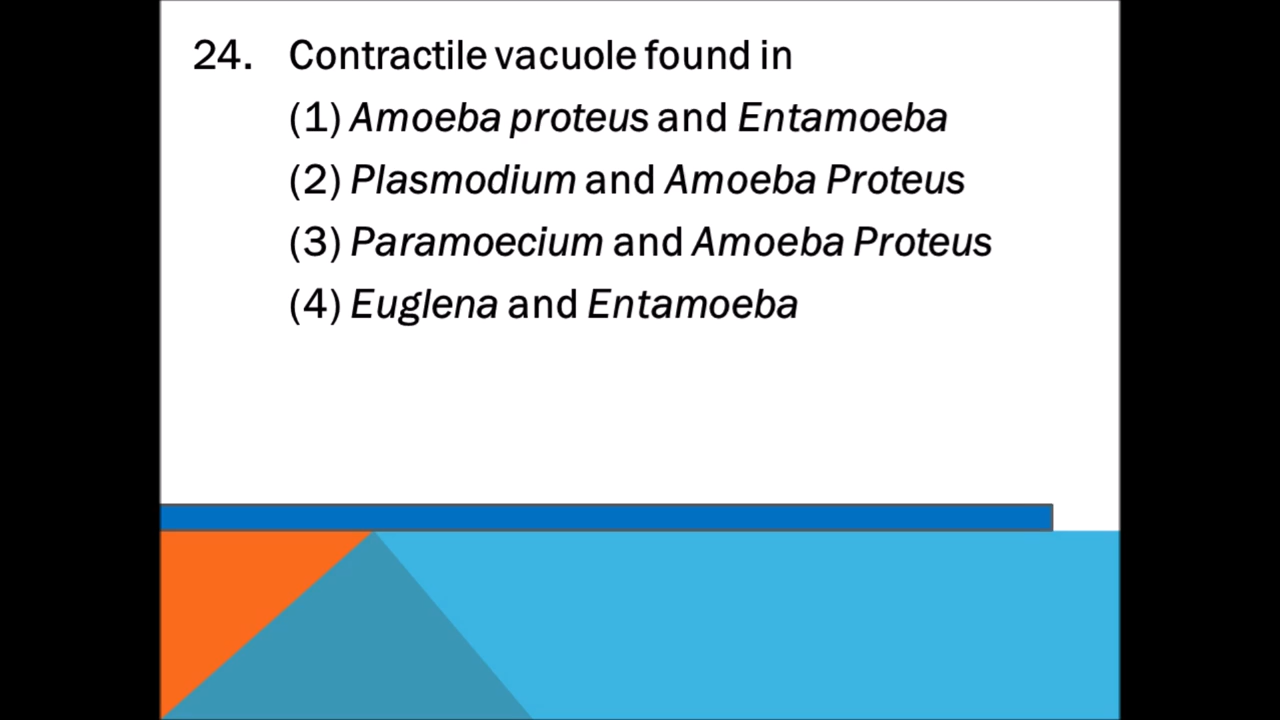 24. Contractile vacuole found in
(1) Amoeba proteus and Entamoeba
(2) Plasmodium and Amoeba Proteus
(3) Paramoecium and Amoeba Proteus
(4) Euglena and Entamoeba